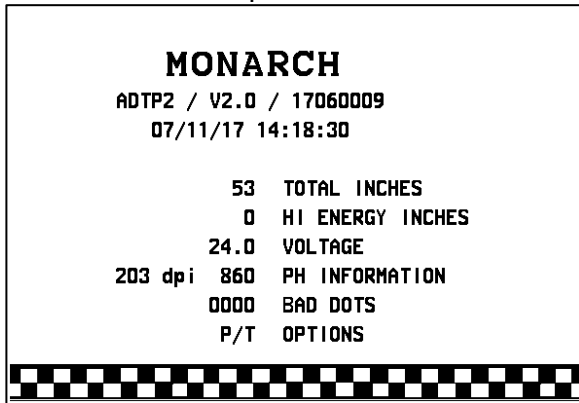 MONARCH
ADTP2 / V2.0 / 17060009
07/11/17 14:18:30
53 TOTAL INCHES
0 HI ENERGY INCHES
24.0 VOLTAGE
203 dpi 860 PH INFORMATION
0000 BAD DOTS
P/T OPTIONS